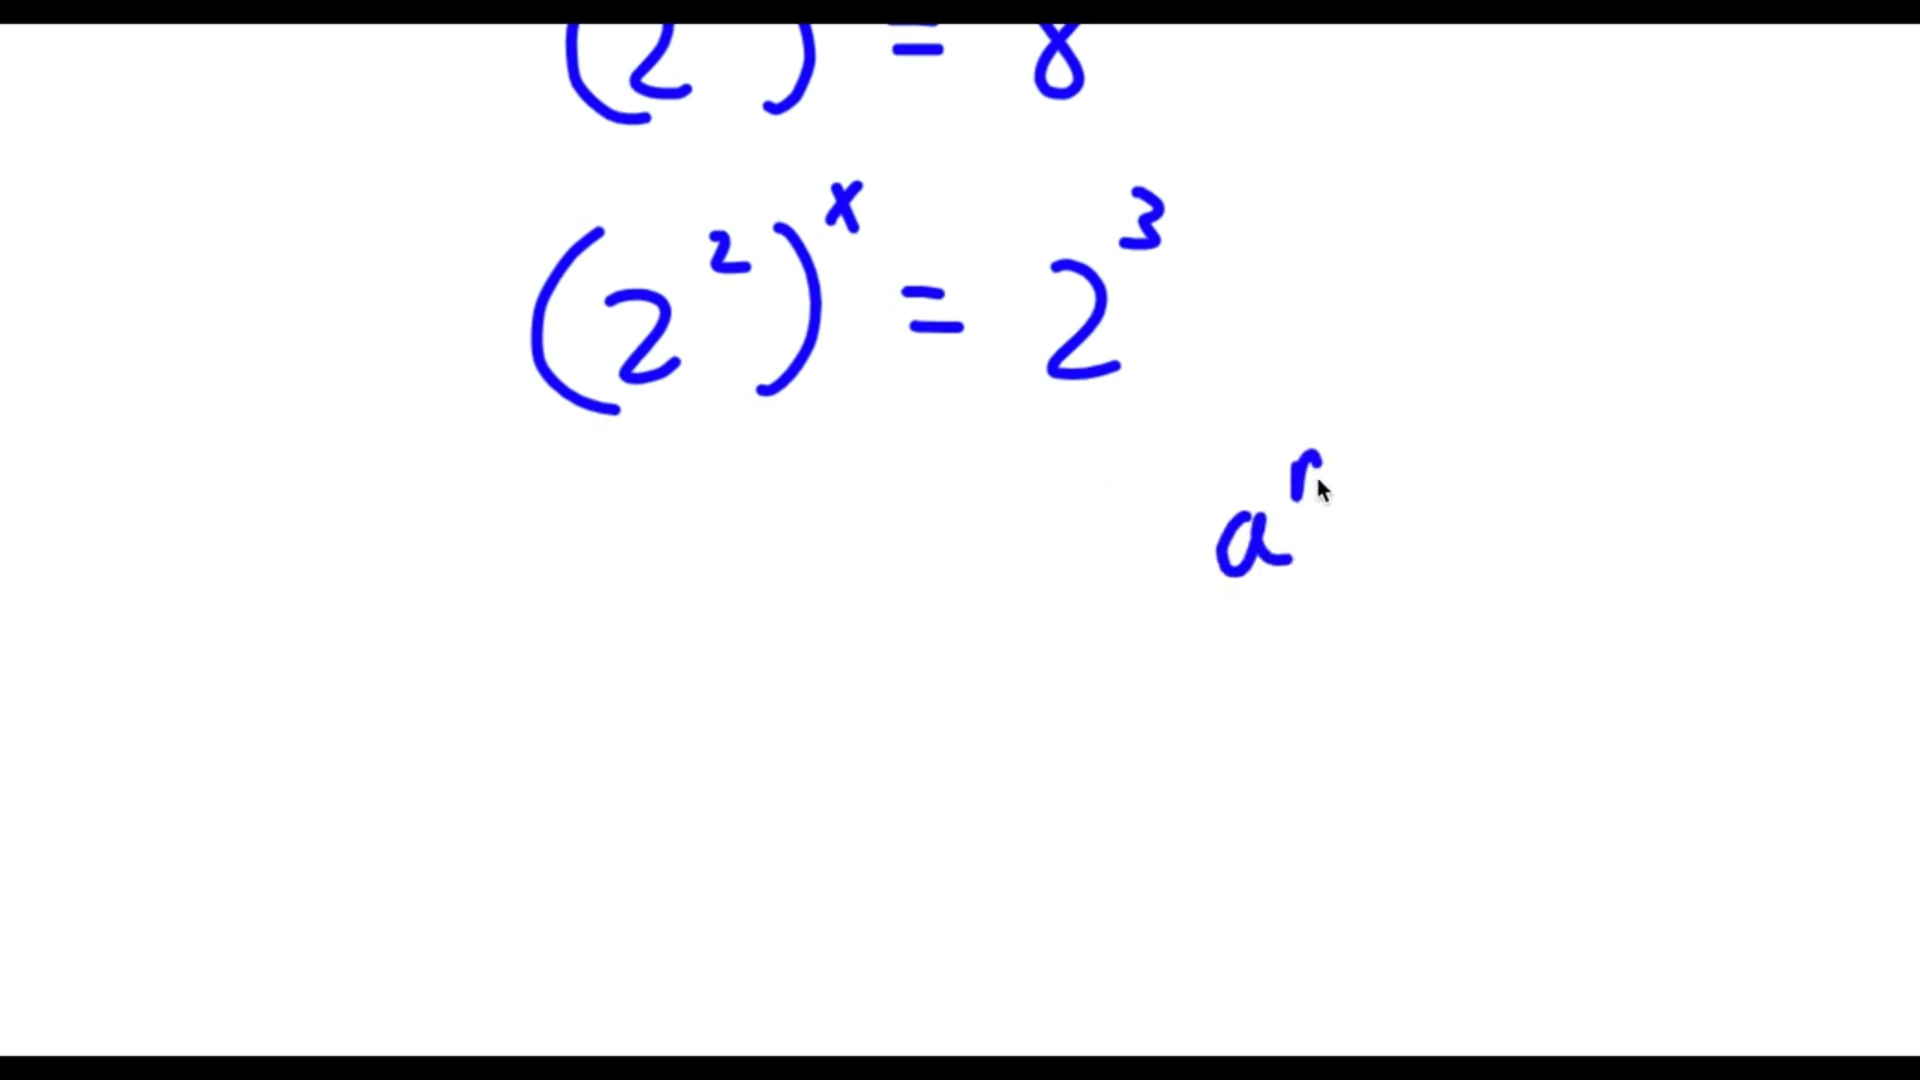 (2 ) = 8
(2²)ˣ = 2³
aʳ